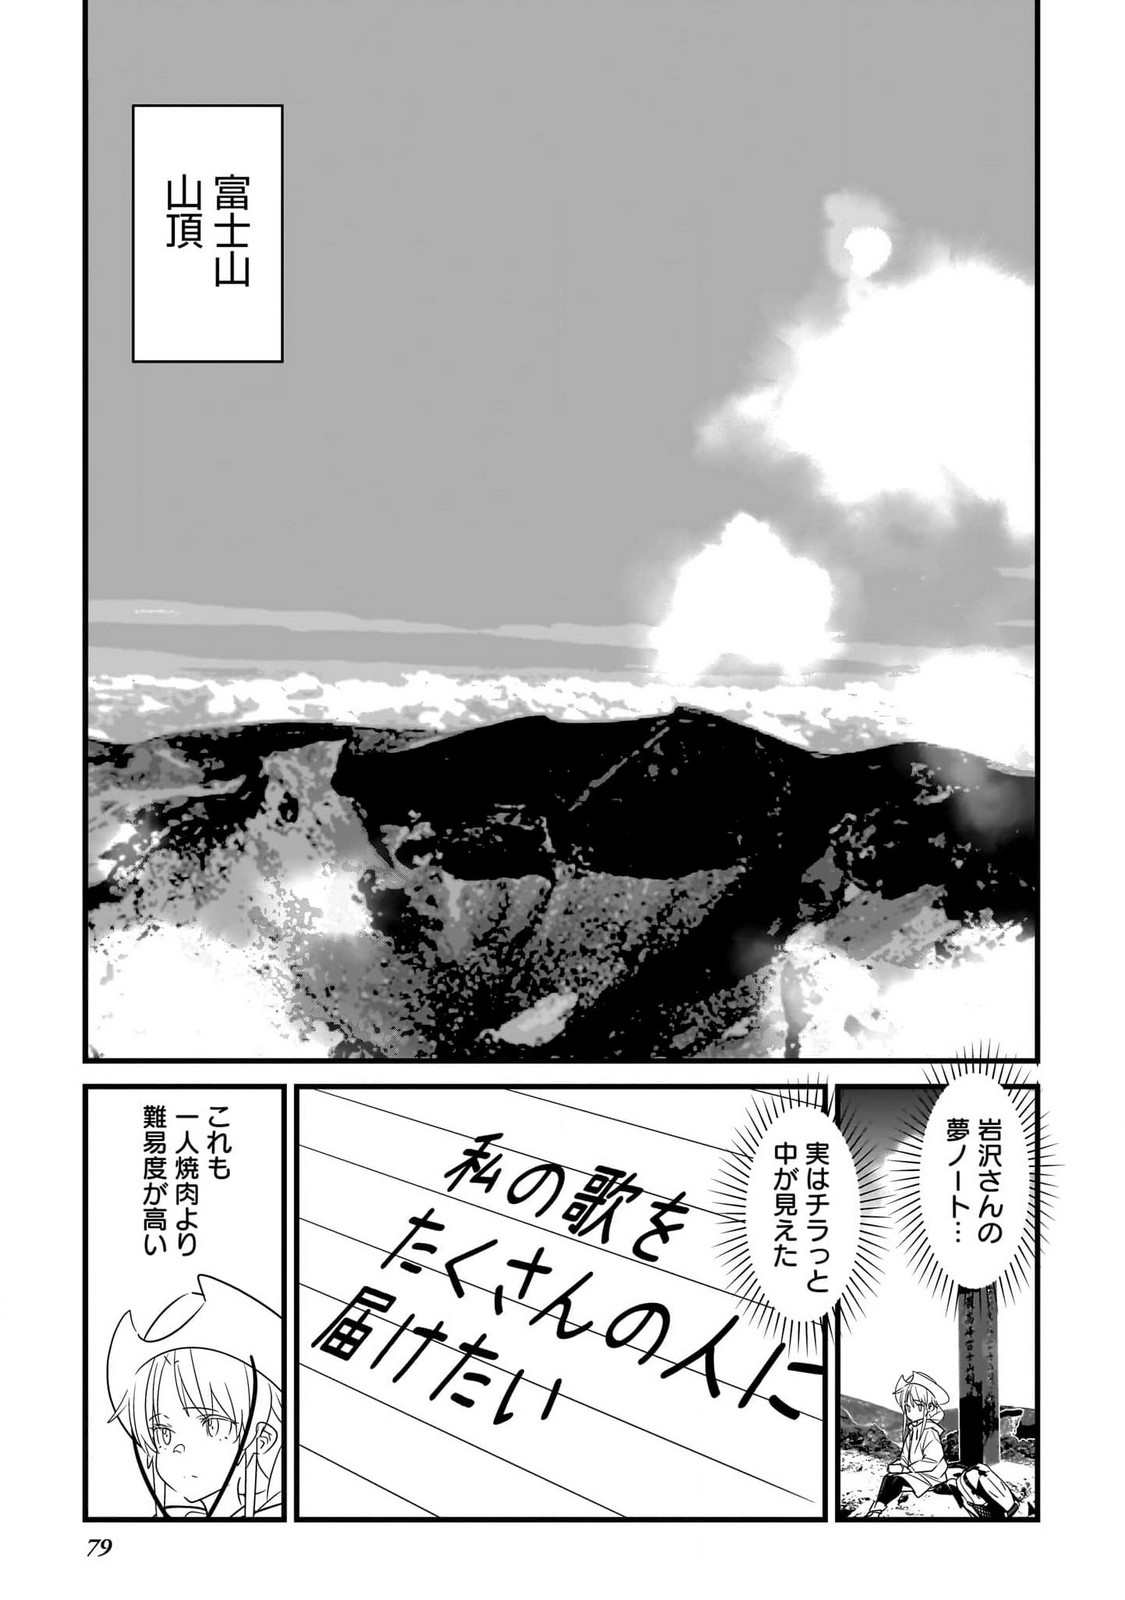 富士山
山頂
岩沢さんの
夢ノート…
実はチラっと
中が見えた
私の歌を
たくさんの人に
届けたい
これも
一人焼肉より
難易度が高い
79